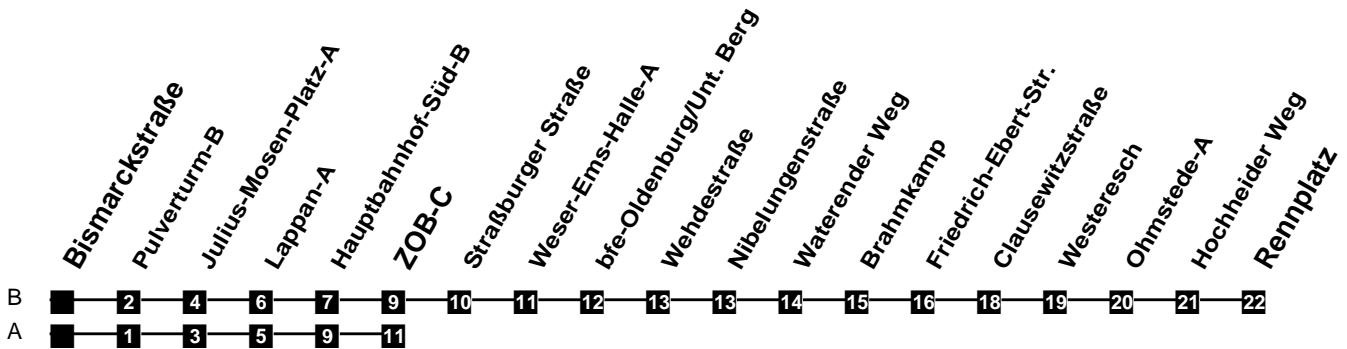 Bismarckstraße
Pulverturm-B
Julius-Mosen-Platz-A
Lappan-A
Hauptbahnhof-Süd-B
ZOB-C
Straßburger Straße
Weser-Ems-Halle-A
bfe-Oldenburg/Unt. Berg
Wehdestraße
Nibelungenstraße
Waterender Weg
Brahmkamp
Friedrich-Ebert-Str.
Clausewitzstraße
Westeresch
Ohmstede-A
Hochheider Weg
Rennplatz
B 2 4 6 7 9 10 11 12 13 13 14 15 16 18 19 20 21 22
A 1 3 5 9 11